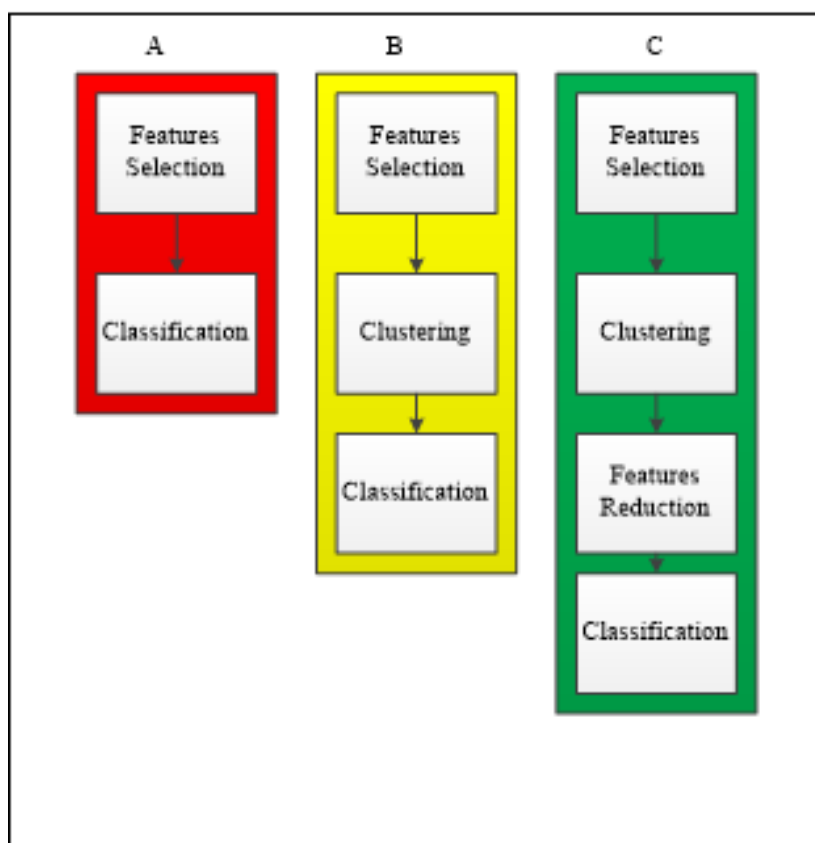 A
Features
Selection
Classification
B
Features
Selection
Clustering
Classification
C
Features
Selection
Clustering
Features
Reduction
Classification